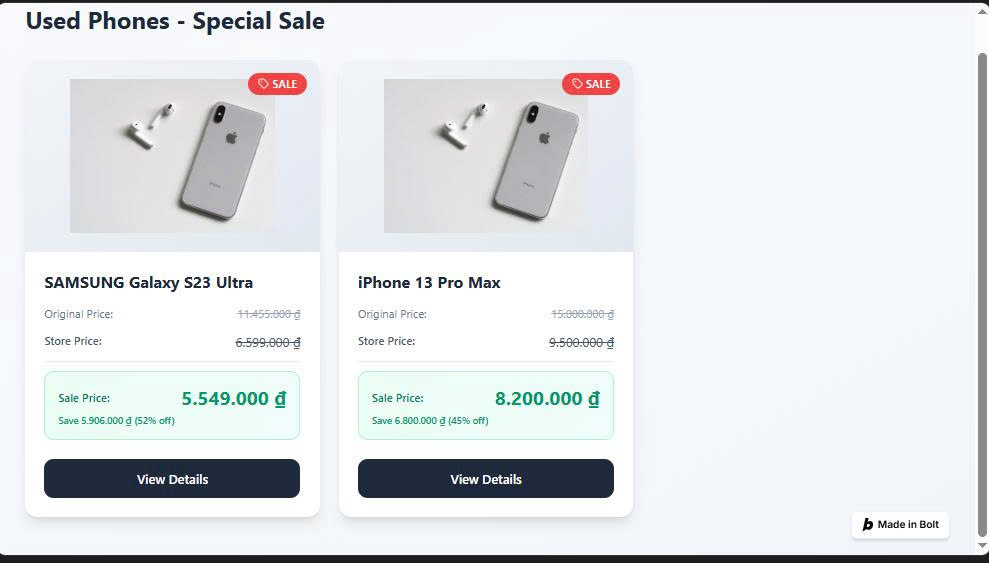 Used Phones - Special Sale
SALE
SALE
SAMSUNG Galaxy S23 Ultra
Original Price: 11.455.000 ₫
Store Price: 6.599.000 ₫
Sale Price: 5.549.000 ₫
Save 5.906.000 ₫ (52% off)
View Details
iPhone 13 Pro Max
Original Price: 15.000.000 ₫
Store Price: 9.500.000 ₫
Sale Price: 8.200.000 ₫
Save 6.800.000 ₫ (45% off)
View Details
b Made in Bolt